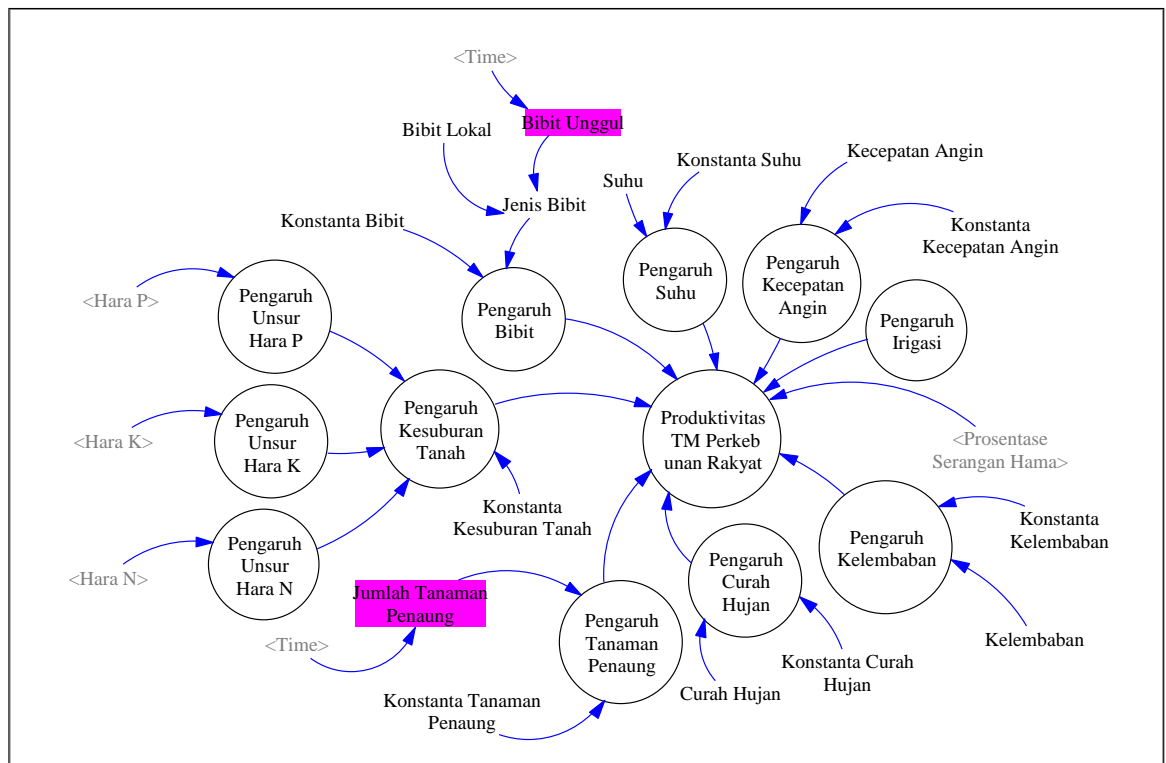 <Time>
Bibit Lokal
Bibit Unggul
Konstanta Suhu
Kecepatan Angin
Suhu
Jenis Bibit
Konstanta Bibit
Konstanta
Kecepatan Angin
Pengaruh
Suhu
Pengaruh
Kecepatan
Angin
<Hara P>
Pengaruh
Unsur
Hara P
Pengaruh
Bibit
Pengaruh
Irigasi
<Hara K>
Pengaruh
Unsur
Hara K
Pengaruh
Kesuburan
Tanah
Produktivitas
TM Perkeb
unan Rakyat
<Prosentase
Serangan Hama>
Konstanta
Kesuburan Tanah
Konstanta
Kelembaban
Pengaruh
Kelembaban
<Hara N>
Pengaruh
Unsur
Hara N
Pengaruh
Curah
Hujan
Jumlah Tanaman
Penaung
<Time>
Pengaruh
Tanaman
Penaung
Kelembaban
Konstanta Curah
Hujan
Curah Hujan
Konstanta Tanaman
Penaung